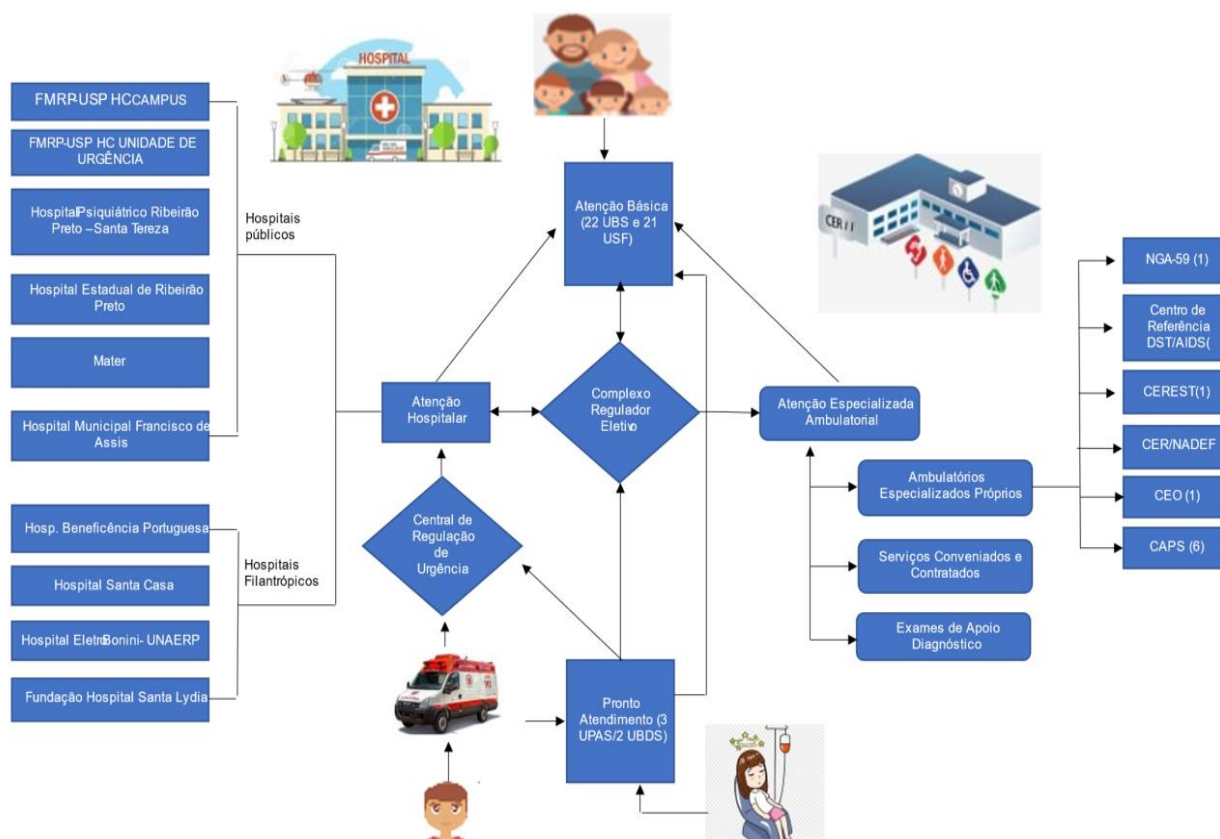 HOSPITAL
FMRP-USP HCCAMPUS
FMRP-USP HC UNIDADE DE
URGÊNCIA
HospitalPsiquiátrico Ribeirão
Preto –Santa Tereza
Hospital Estadual de Ribeirão
Preto
Mater
Hospital Municipal Francisco de
Assis
Hospitais
públicos
Hosp. Beneficência Portuguesa
Hospital Santa Casa
Hospital EletroBonini- UNAERP
Fundação Hospital Santa Lydia
Hospitais
Filantrópicos
Atenção Básica
(22 UBS e 21
USF)
Atenção
Hospitalar
Complexo
Regulador
Eletivo
Central de
Regulação
de
Urgência
Pronto
Atendimento (3
UPAS/2 UBDS)
CER II
Atenção Especializada
Ambulatorial
Ambulatórios
Especializados Próprios
Serviços Conveniados e
Contratados
Exames de Apoio
Diagnóstico
NGA-59 (1)
Centro de
Referência
DST/AIDS(
CEREST(1)
CER/NADEF
CEO (1)
CAPS (6)